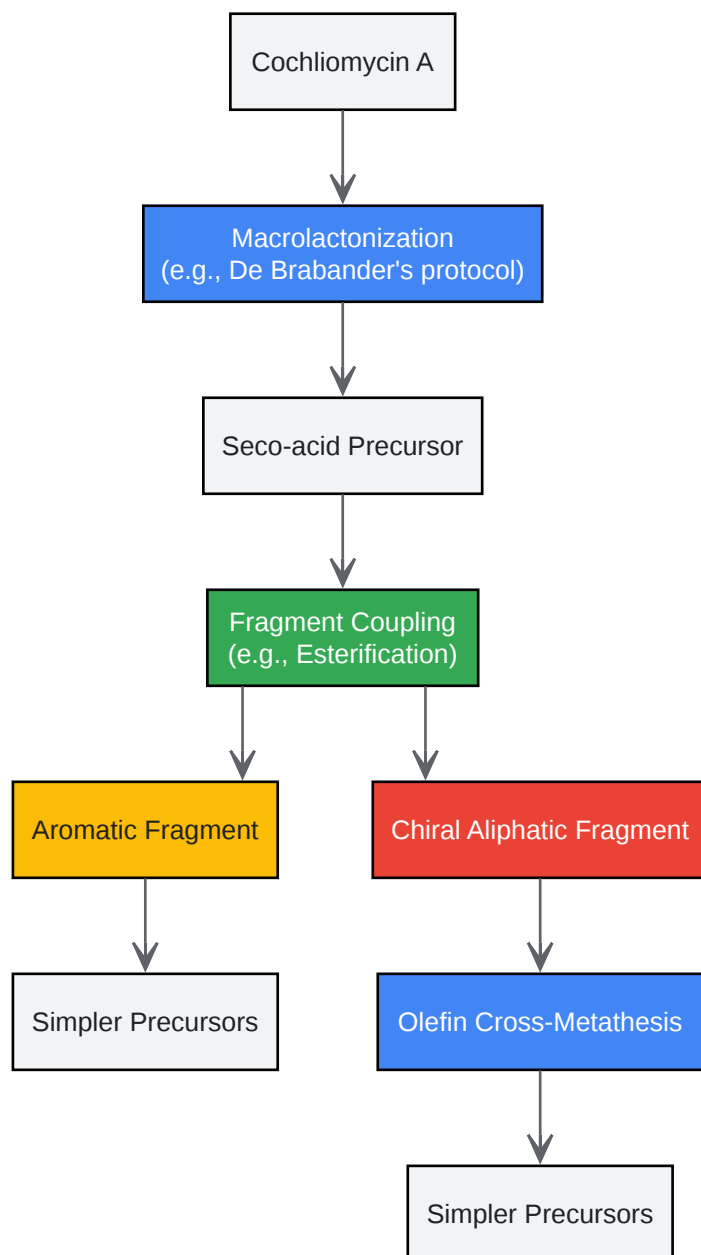 Cochliomycin A
Macrolactonization
(e.g., De Brabander's protocol)
Seco-acid Precursor
Fragment Coupling
(e.g., Esterification)
Aromatic Fragment
Chiral Aliphatic Fragment
Simpler Precursors
Olefin Cross-Metathesis
Simpler Precursors